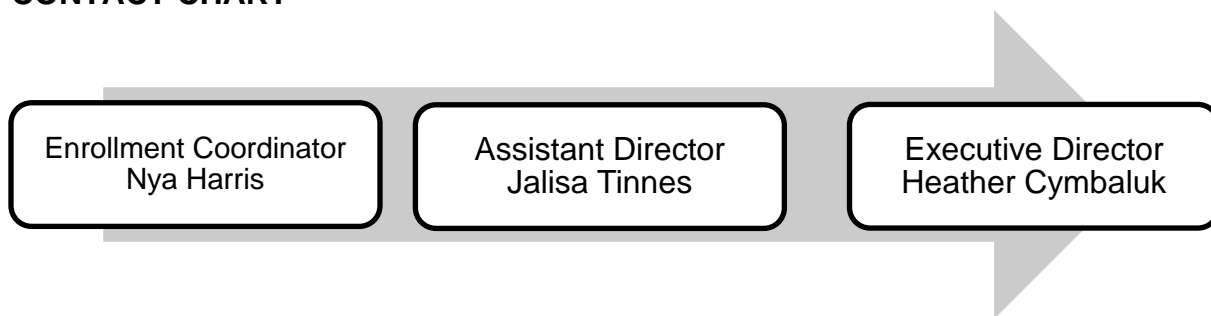 CONTACT CHART
Enrollment Coordinator
Nya Harris
Assistant Director
Jalisa Tinnes
Executive Director
Heather Cymbaluk